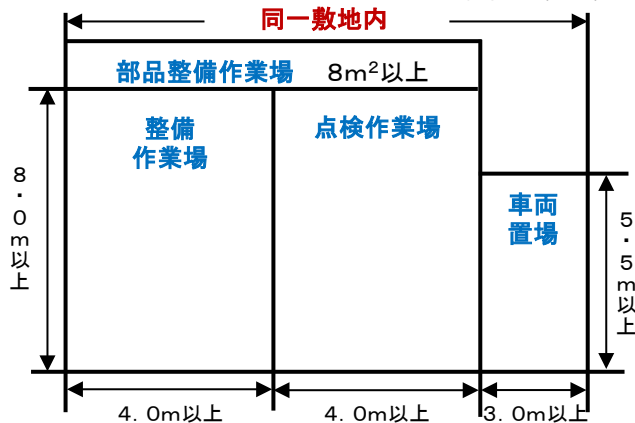 同一敷地内
部品整備作業場 8m²以上
整備
作業場
点検作業場
車両
置場
8・0m以上
5・5m以上
4.0m以上
4.0m以上
3.0m以上